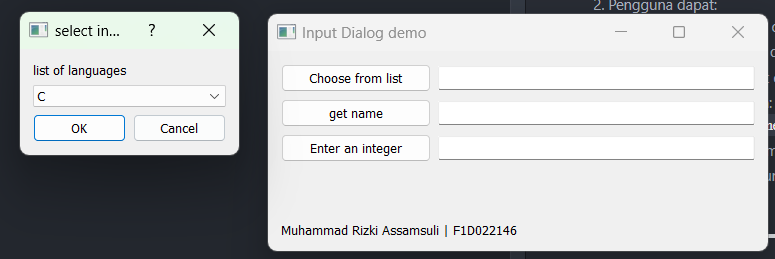 select in...
?
list of languages
C
OK
Cancel
Input Dialog demo
Choose from list
get name
Enter an integer
Muhammad Rizki Assamsuli | F1D022146
2. Pengguna dapat: